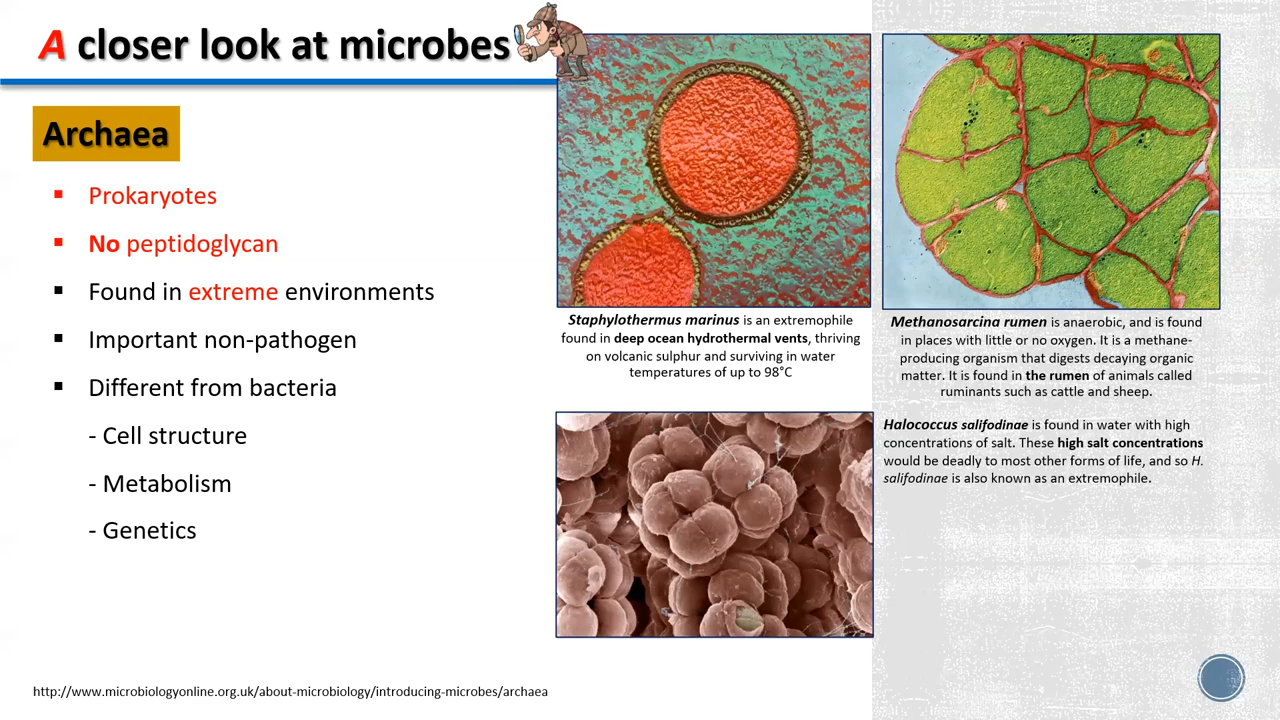 A closer look at microbes
Archaea
▪ Prokaryotes
▪ No peptidoglycan
▪ Found in extreme environments
▪ Important non-pathogen
▪ Different from bacteria
- Cell structure
- Metabolism
- Genetics
Staphylothermus marinus is an extremophile
found in deep ocean hydrothermal vents, thriving
on volcanic sulphur and surviving in water
temperatures of up to 98°C
Methanosarcina rumen is anaerobic, and is found
in places with little or no oxygen. It is a methane-
producing organism that digests decaying organic
matter. It is found in the rumen of animals called
ruminants such as cattle and sheep.
Halococcus salifodinae is found in water with high
concentrations of salt. These high salt concentrations
would be deadly to most other forms of life, and so H.
salifodinae is also known as an extremophile.
http://www.microbiologyonline.org.uk/about-microbiology/introducing-microbes/archaea